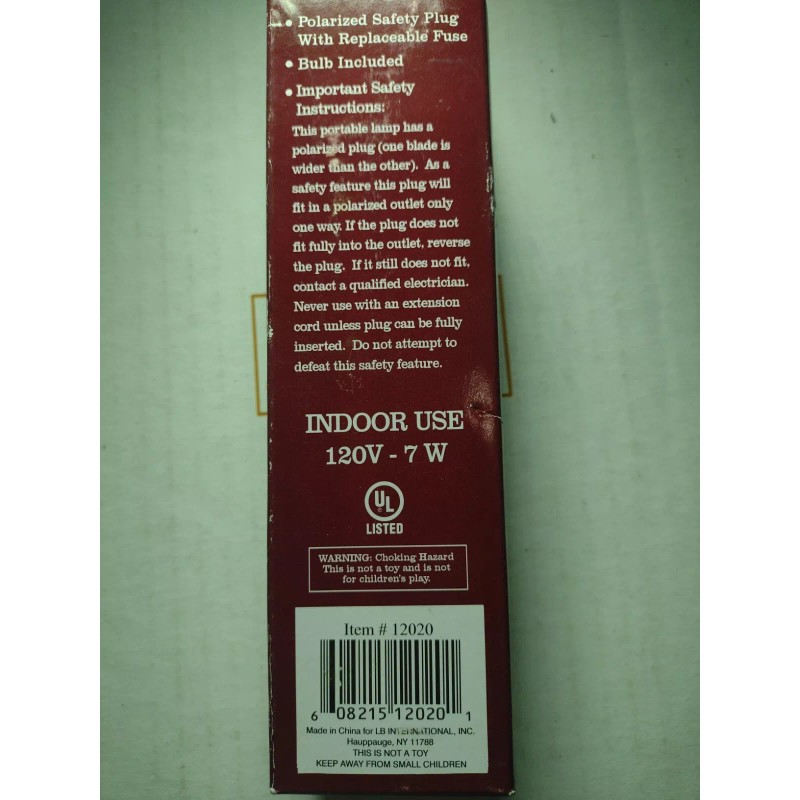 • Polarized Safety Plug
With Replaceable Fuse
• Bulb Included
• Important Safety
Instructions:
This portable lamp has a
polarized plug (one blade is
wider than the other). As a
safety feature this plug will
fit in a polarized outlet only
one way. If the plug does not
fit fully into the outlet, reverse
the plug. If it still does not fit,
contact a qualified electrician.
Never use with an extension
cord unless plug can be fully
inserted. Do not attempt to
defeat this safety feature.
INDOOR USE
120V - 7 W
UL
LISTED
WARNING: Choking Hazard
This is not a toy and is not
for children's play.
Item # 12020
6 08215 12020 1
Made in China for LB INTERNATIONAL, INC.
Hauppauge, NY 11788
THIS IS NOT A TOY
KEEP AWAY FROM SMALL CHILDREN